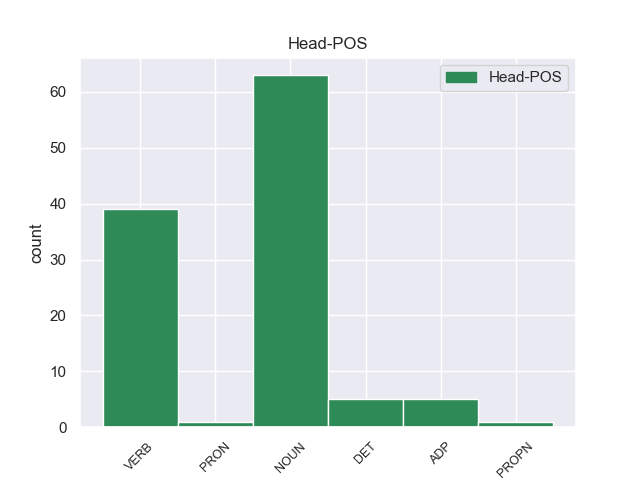 Head-POS
Head-POS
60
50
40
30
20
10
0
count
VERB
PRON
NOUN
DET
ADP
PROPN